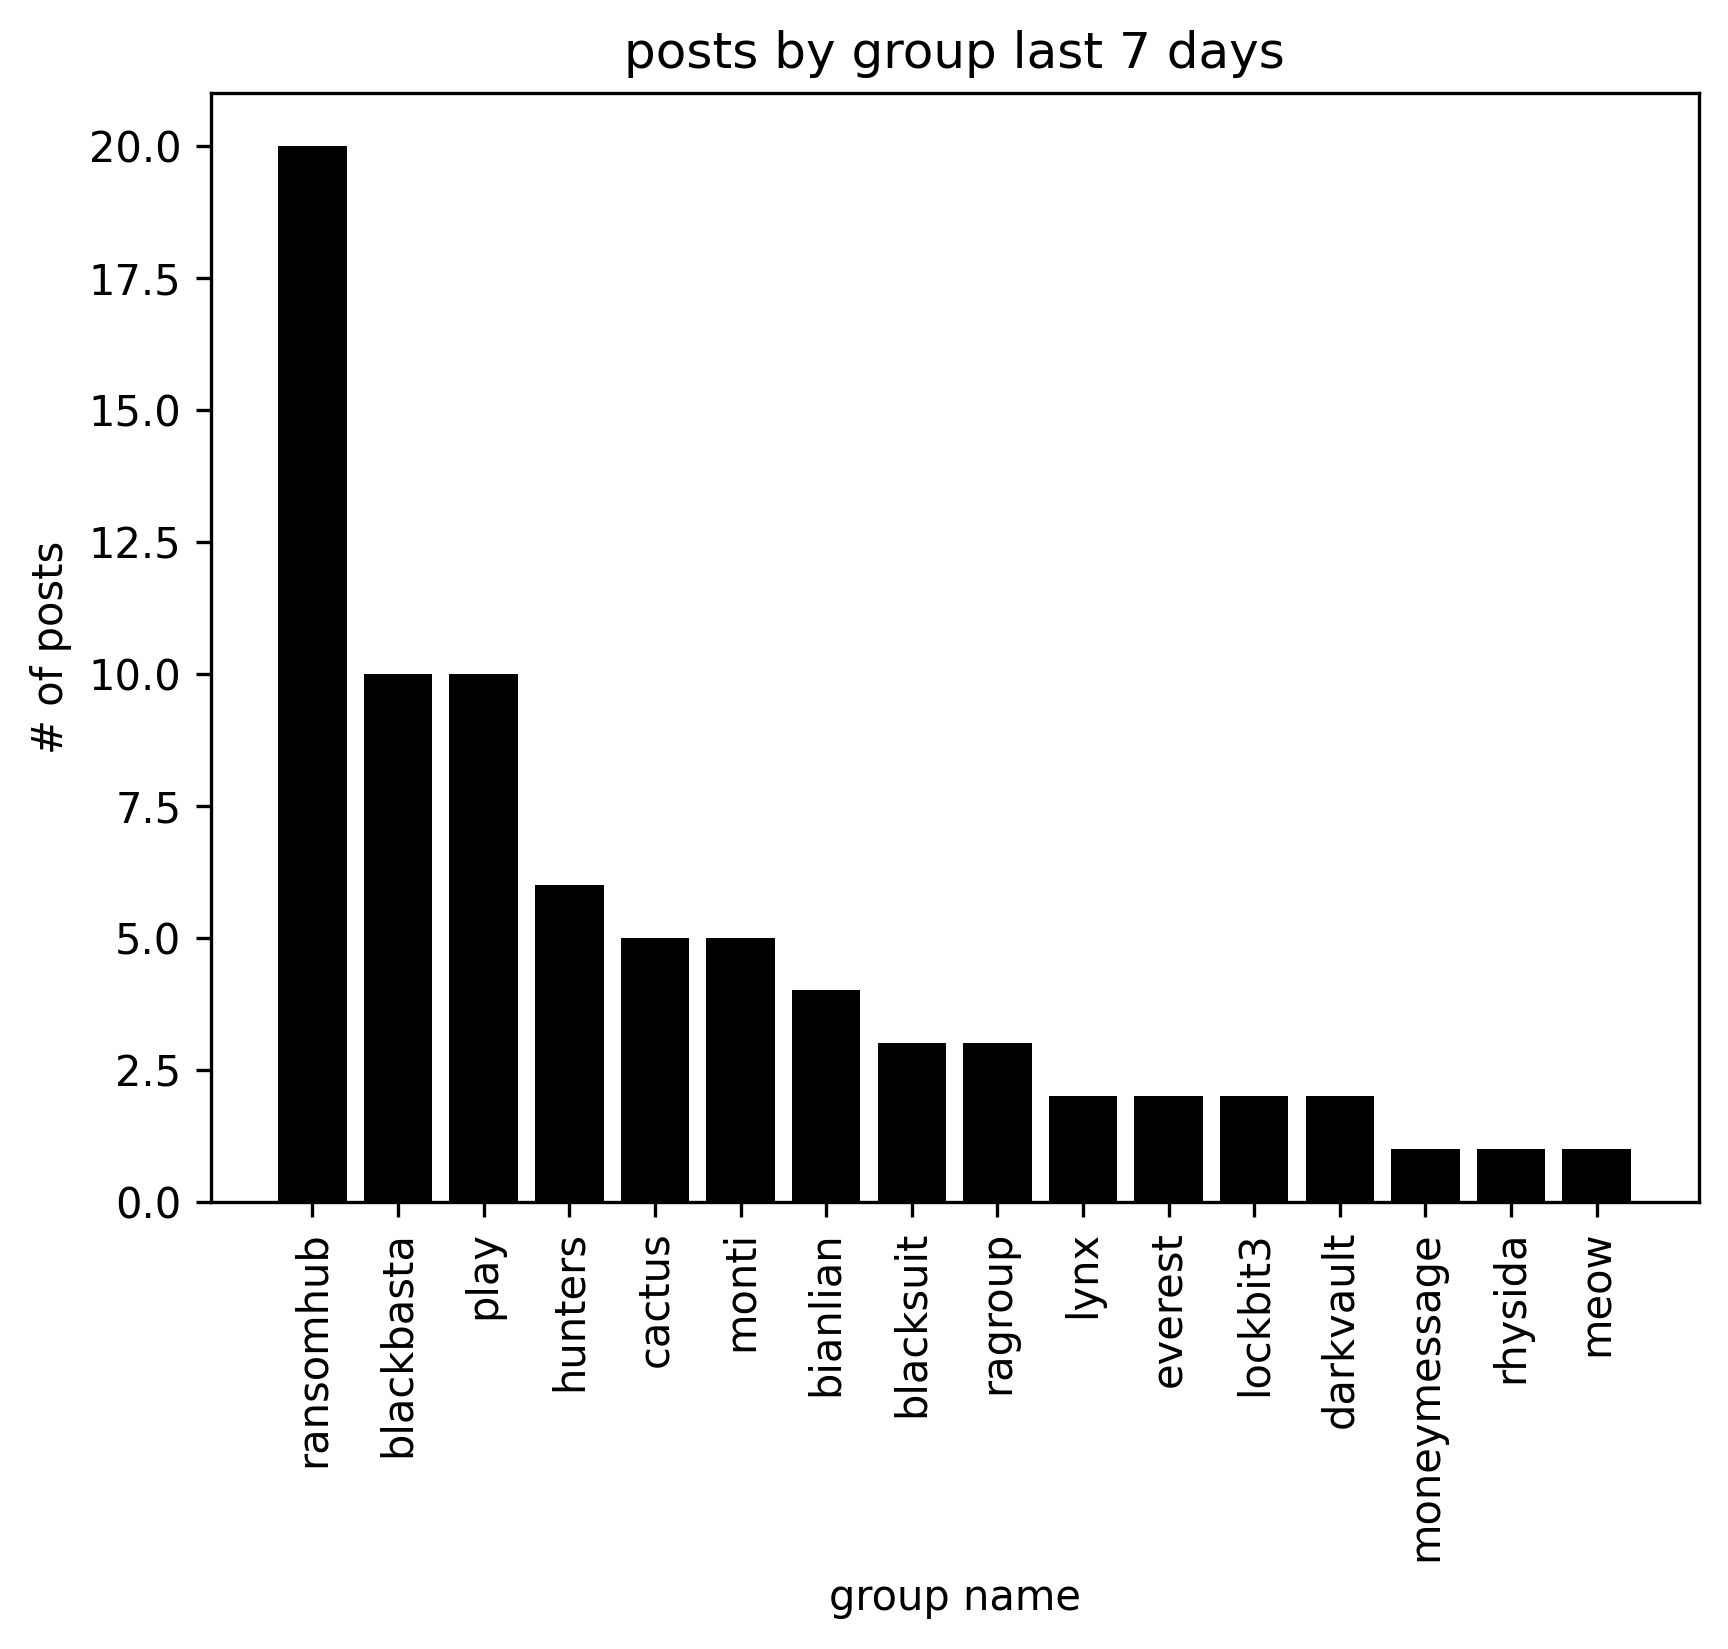 posts by group last 7 days
20.0
17.5
15.0
12.5
10.0
7.5
5.0
2.5
0.0
# of posts
ransomhub
blackbasta
play
hunters
cactus
monti
bianlian
blacksuit
ragroup
lynx
everest
lockbit3
darkvault
moneymessage
rhysida
meow
group name